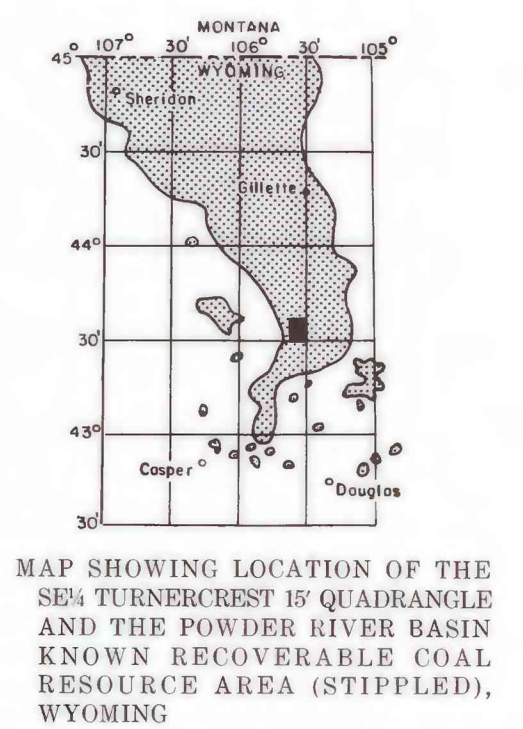 MONTANA
107° 30' 106° 30' 105°
45°
WYOMING
Sheridan
30'
Gillette
44°
30'
43°
Casper
Douglas
30'
MAP SHOWING LOCATION OF THE
SE¼ TURNERCREST 15′ QUADRANGLE
AND THE POWDER RIVER BASIN
KNOWN RECOVERABLE COAL
RESOURCE AREA (STIPPLED),
WYOMING